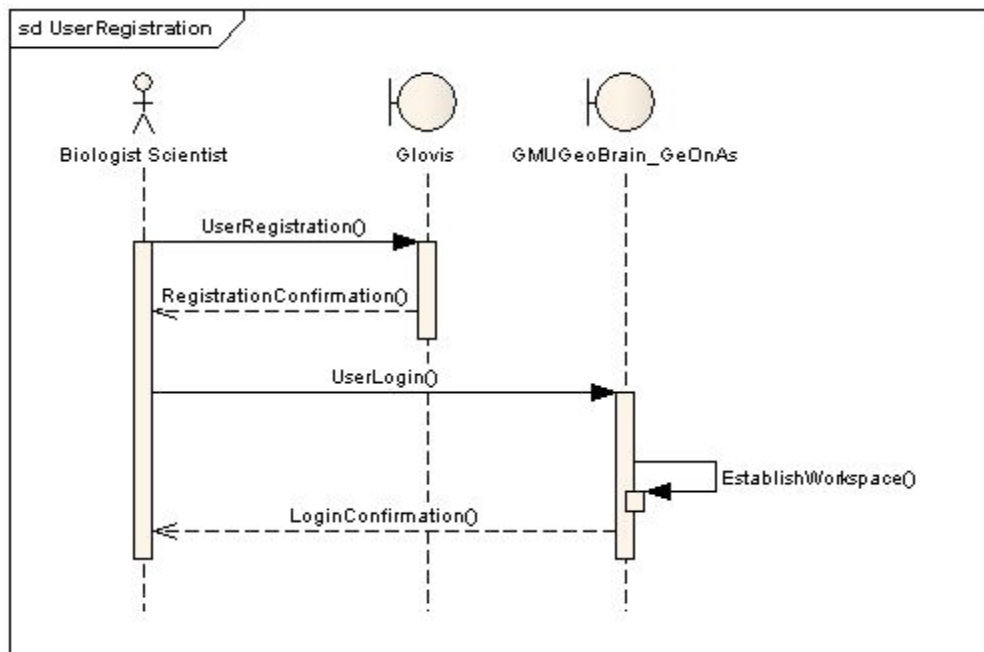 sd UserRegistration
Biologist Scientist
Glovis
GMUGeoBrain_GeOnAs
UserRegistration()
RegistrationConfirmation()
UserLogin()
EstablishWorkspace()
LoginConfirmation()